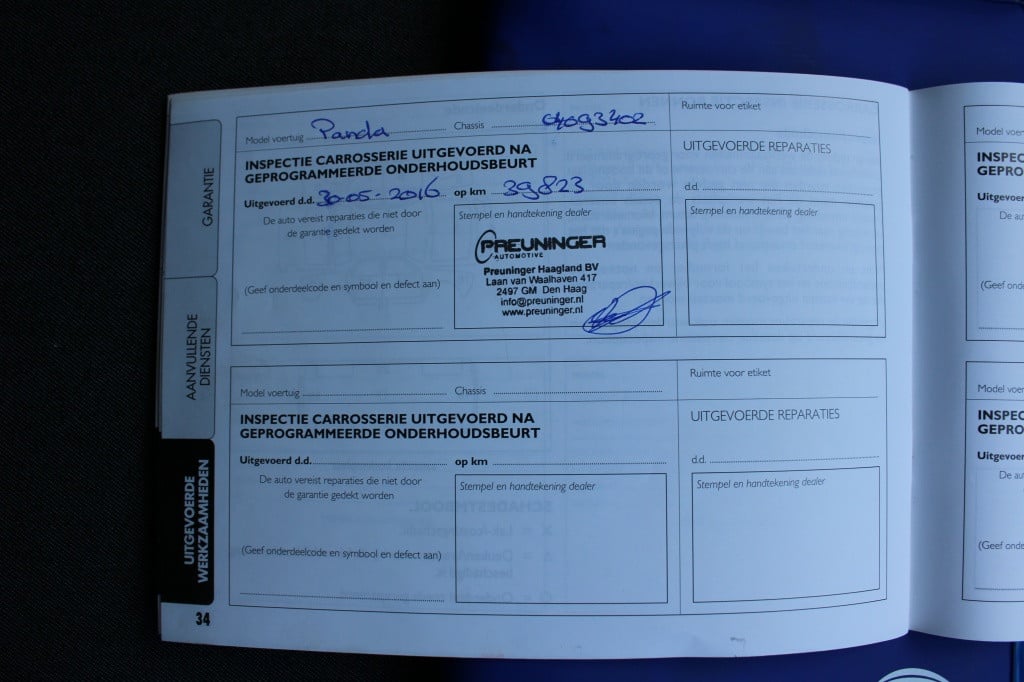 GARANTIE
AANVULLENDE
DIENSTEN
UITGEVOERDE
WERKZAAMHEDEN
Model voertuig Panda Chassis 04093402
INSPECTIE CARROSSERIE UITGEVOERD NA
GEPROGRAMMEERDE ONDERHOUDSBEURT
Uitgevoerd d.d. 30-05-2016 op km 39823
De auto vereist reparaties die niet door
de garantie gedekt worden
(Geef onderdeelcode en symbool en defect aan)
Stempel en handtekening dealer
PREUNINGER
AUTOMOTIVE
Preuninger Haagland BV
Laan van Waalhaven 417
2497 GM Den Haag
info@preuninger.nl
www.preuninger.nl
Ruimte voor etiket
UITGEVOERDE REPARATIES
d.d.
Stempel en handtekening dealer
Model voertuig Chassis
INSPECTIE CARROSSERIE UITGEVOERD NA
GEPROGRAMMEERDE ONDERHOUDSBEURT
Uitgevoerd d.d. op km
De auto vereist reparaties die niet door
de garantie gedekt worden
(Geef onderdeelcode en symbool en defect aan)
Stempel en handtekening dealer
Ruimte voor etiket
UITGEVOERDE REPARATIES
d.d.
Stempel en handtekening dealer
34
Model voer
INSPEC
GEPRO
Uitgevoer
De au
(Geef onde
Model voer
INSPEC
GEPRO
Uitgevoer
De au
(Geef onde